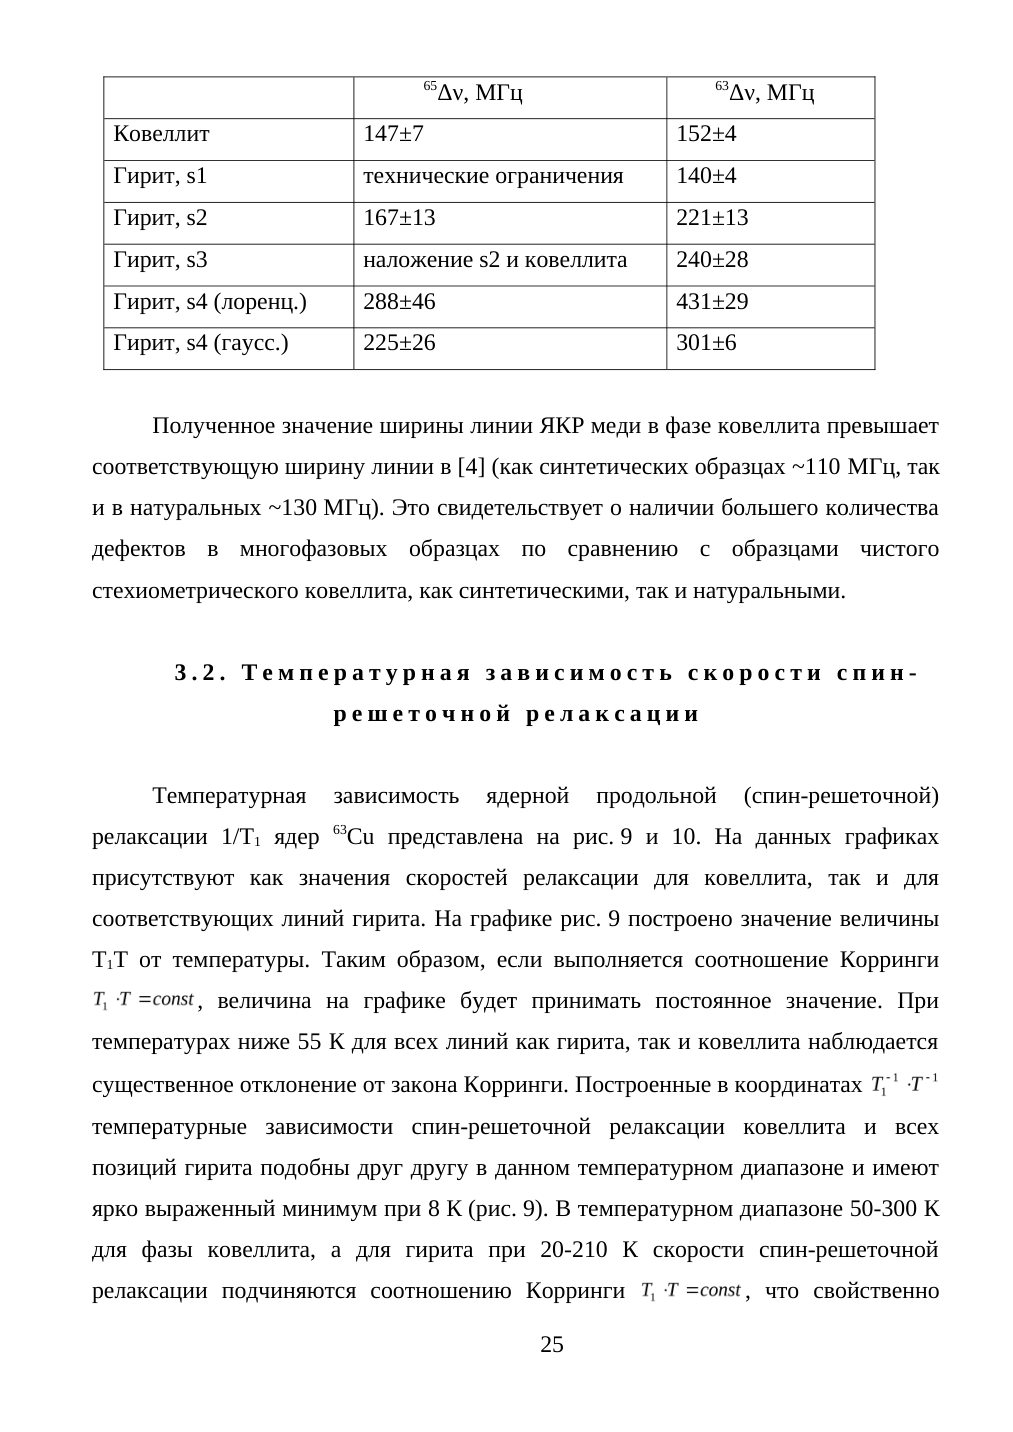 ⁶⁵Δν, МГц ⁶³Δν, МГц
Ковеллит 147±7 152±4
Гирит, s1 технические ограничения 140±4
Гирит, s2 167±13 221±13
Гирит, s3 наложение s2 и ковеллита 240±28
Гирит, s4 (лоренц.) 288±46 431±29
Гирит, s4 (гаусс.) 225±26 301±6
Полученное значение ширины линии ЯКР меди в фазе ковеллита превышает
соответствующую ширину линии в [4] (как синтетических образцах ~110 МГц, так
и в натуральных ~130 МГц). Это свидетельствует о наличии большего количества
дефектов в многофазовых образцах по сравнению с образцами чистого
стехиометрического ковеллита, как синтетическими, так и натуральными.
3.2. Температурная зависимость скорости спин-
решеточной релаксации
Температурная зависимость ядерной продольной (спин-решеточной)
релаксации 1/T₁ ядер ⁶³Cu представлена на рис. 9 и 10. На данных графиках
присутствуют как значения скоростей релаксации для ковеллита, так и для
соответствующих линий гирита. На графике рис. 9 построено значение величины
T₁T от температуры. Таким образом, если выполняется соотношение Корринги
T₁ ·T =const, величина на графике будет принимать постоянное значение. При
температурах ниже 55 К для всех линий как гирита, так и ковеллита наблюдается
существенное отклонение от закона Корринги. Построенные в координатах T₁⁻¹ ·T⁻¹
температурные зависимости спин-решеточной релаксации ковеллита и всех
позиций гирита подобны друг другу в данном температурном диапазоне и имеют
ярко выраженный минимум при 8 К (рис. 9). В температурном диапазоне 50-300 К
для фазы ковеллита, а для гирита при 20-210 К скорости спин-решеточной
релаксации подчиняются соотношению Корринги T₁ ·T =const, что свойственно
25